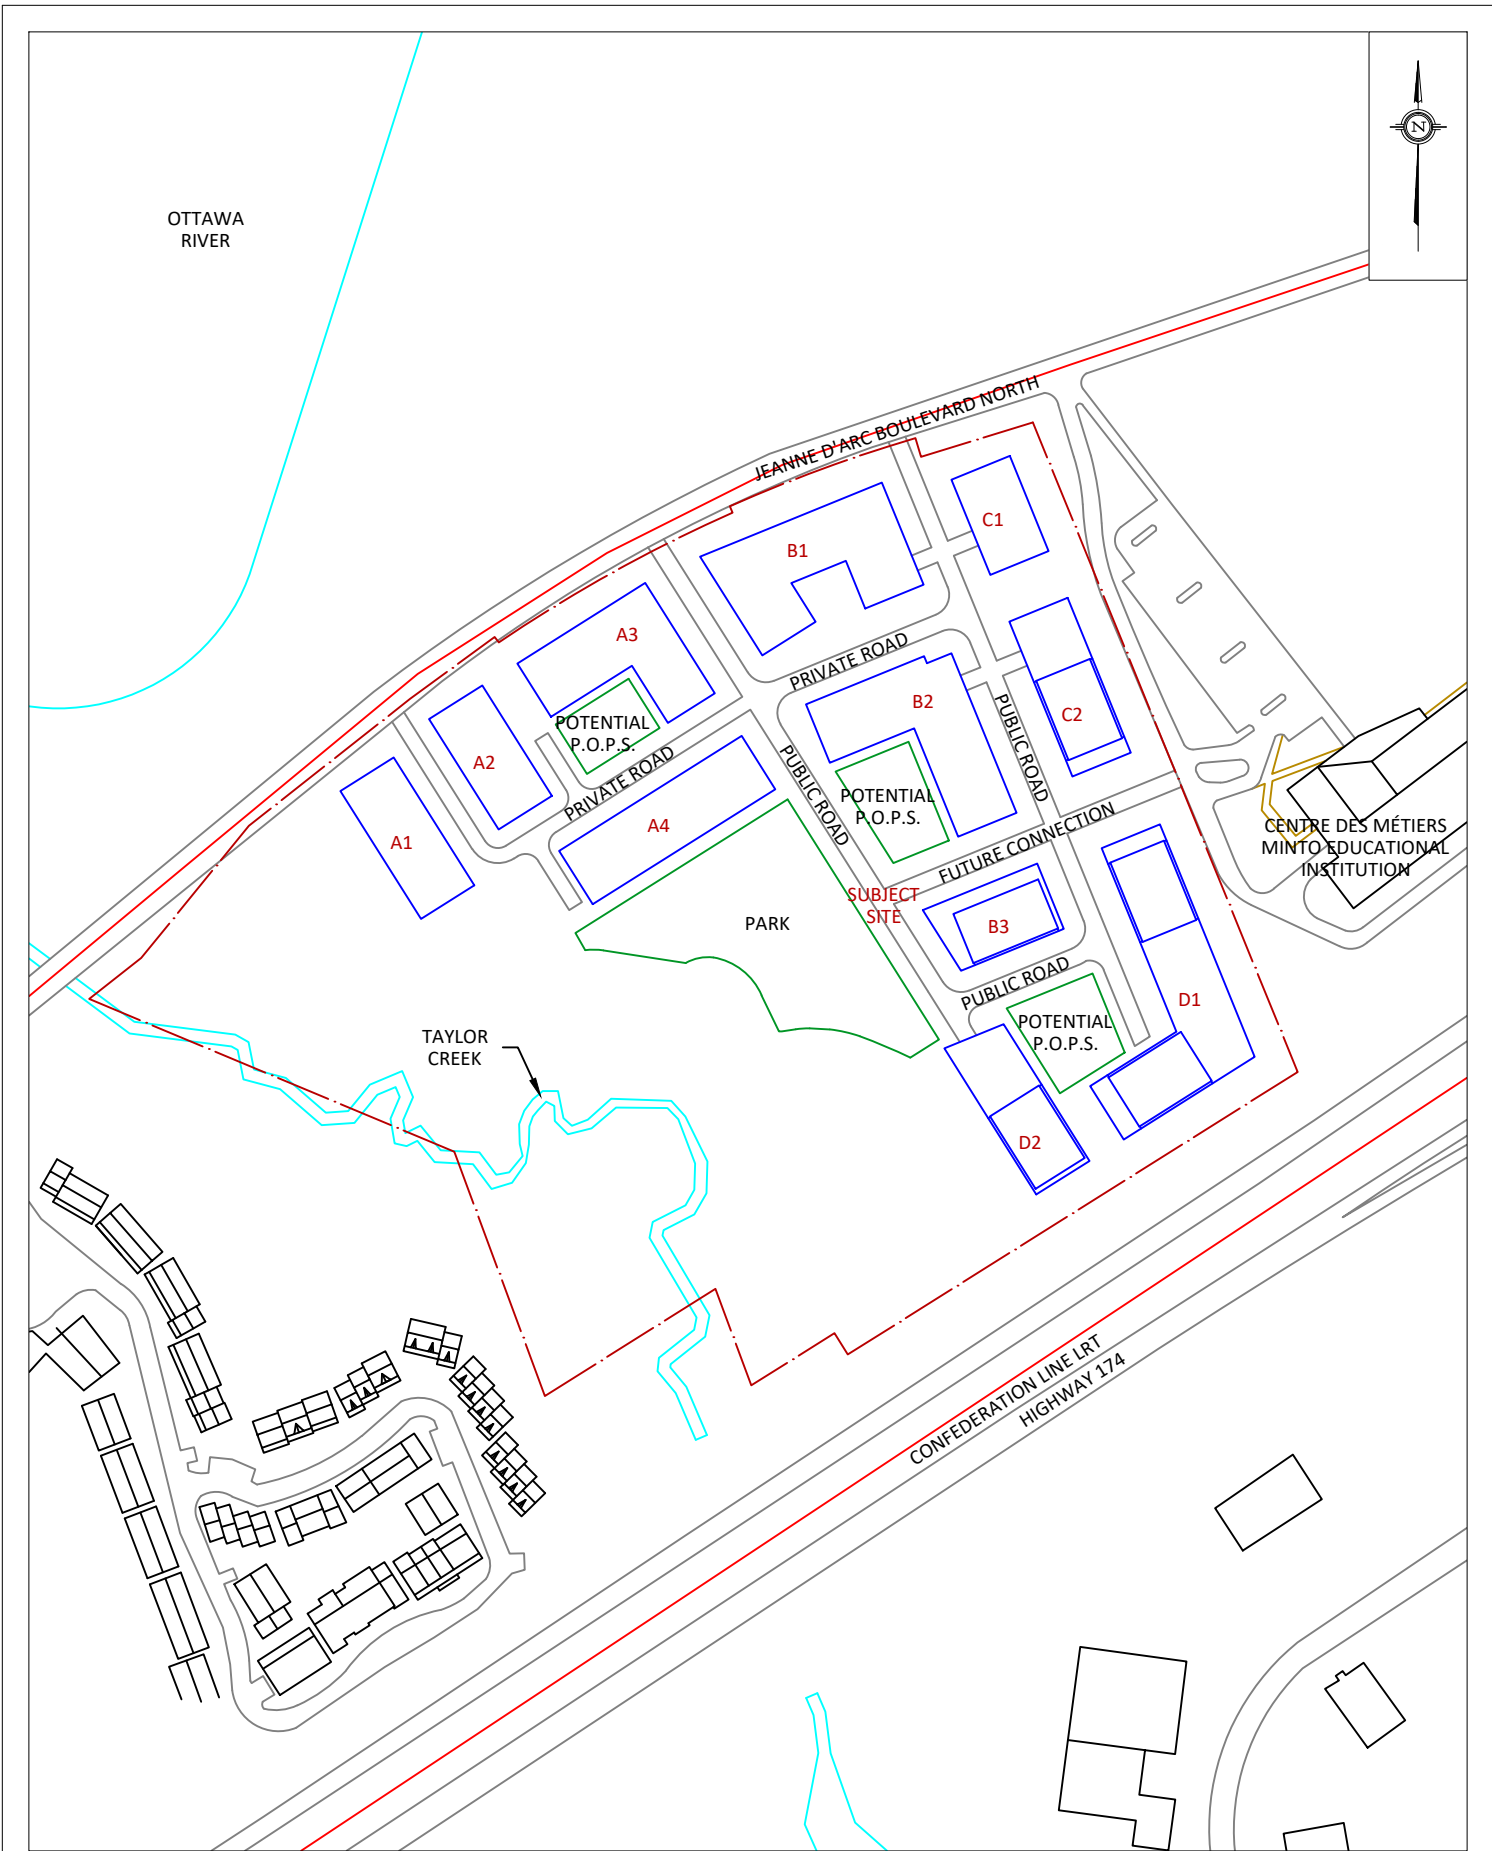 N
OTTAWA
RIVER
JEANNE D'ARC BOULEVARD NORTH
C1
B1
A3
PRIVATE ROAD
B2
PUBLIC ROAD
C2
POTENTIAL
P.O.P.S.
A2
PRIVATE ROAD
PUBLIC ROAD
POTENTIAL
P.O.P.S.
A4
A1
FUTURE CONNECTION
CENTRE DES MÉTIERS
MINTO EDUCATIONAL
INSTITUTION
SUBJECT
SITE
PARK
B3
PUBLIC ROAD
D1
POTENTIAL
P.O.P.S.
TAYLOR
CREEK
D2
CONFEDERATION LINE LRT
HIGHWAY 174